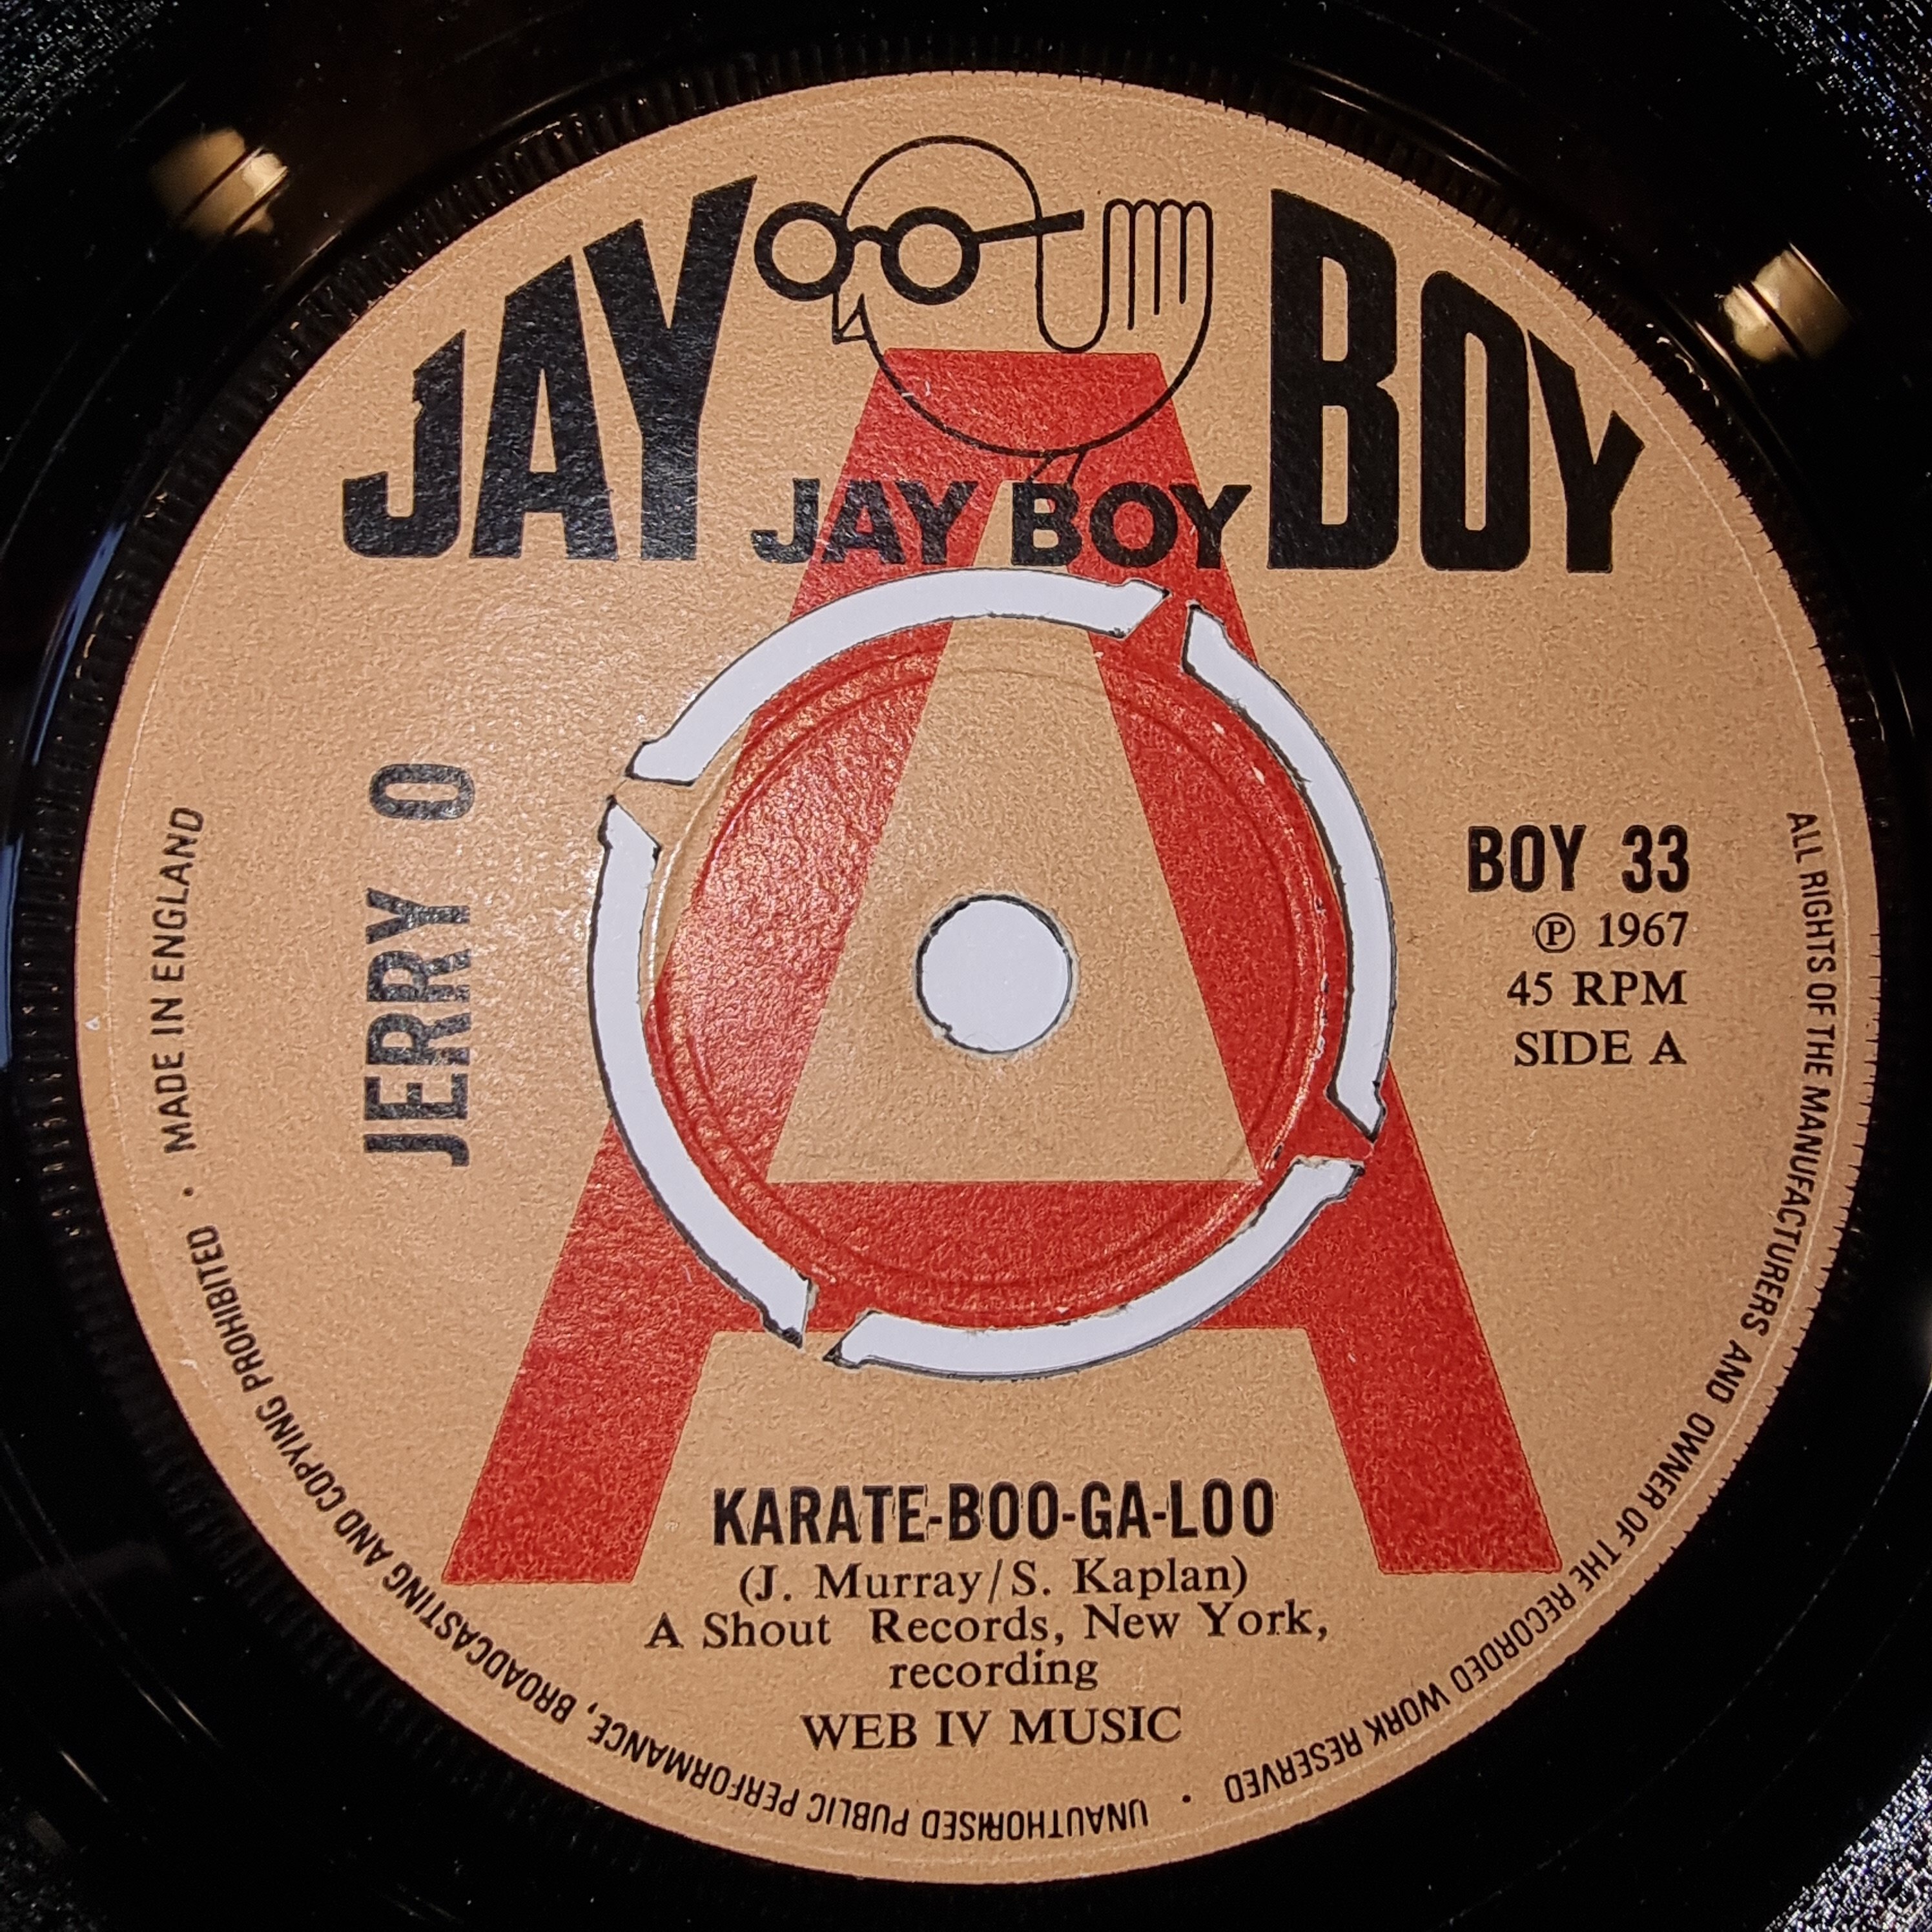 JAY BOY
JAY BOY
A
JERRY O
BOY 33
Ⓟ 1967
45 RPM
SIDE A
KARATE-BOO-GA-LOO
(J. Murray/S. Kaplan)
A Shout Records, New York,
recording
WEB IV MUSIC
MADE IN ENGLAND
ALL RIGHTS OF THE MANUFACTURERS AND OWNER OF THE RECORDED WORK RESERVED · UNAUTHORISED PUBLIC PERFORMANCE, BROADCASTING AND COPYING PROHIBITED ·